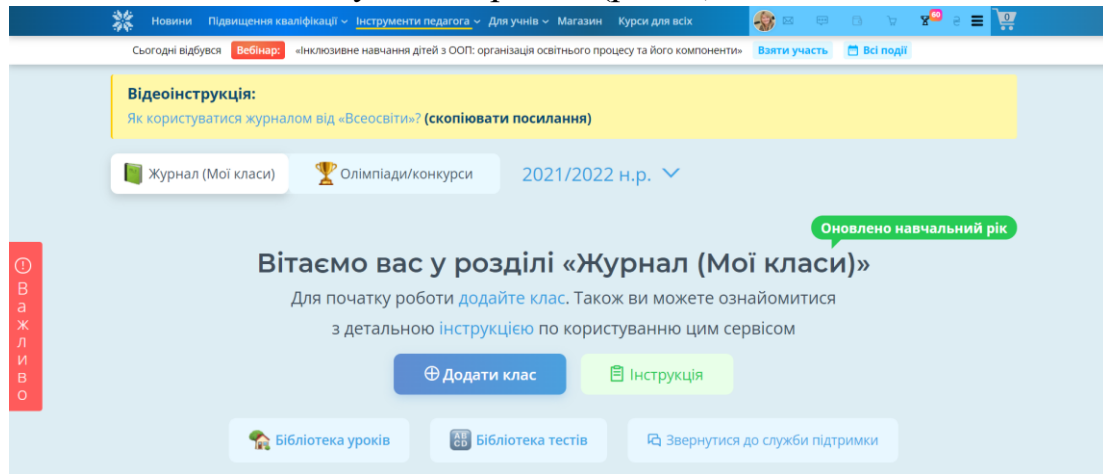 Новини Підвищення кваліфікації Інструменти педагога Для учнів Магазин Курси для всіх 60 0
Сьогодні відбувся Вебінар: «Інклюзивне навчання дітей з ООП: організація освітнього процесу та його компоненти» Взяти участь Всі події
Відеоінструкція:
Як користуватися журналом від «Всеосвіти»? (скопіювати посилання)
Журнал (Мої класи) Олімпіади/конкурси 2021/2022 н.р.
Оновлено навчальний рік
Важливо
Вітаємо вас у розділі «Журнал (Мої класи)»
Для початку роботи додайте клас. Також ви можете ознайомитися
з детальною інструкцією по користуванню цим сервісом
Додати клас Інструкція
Бібліотека уроків Бібліотека тестів Звернутися до служби підтримки